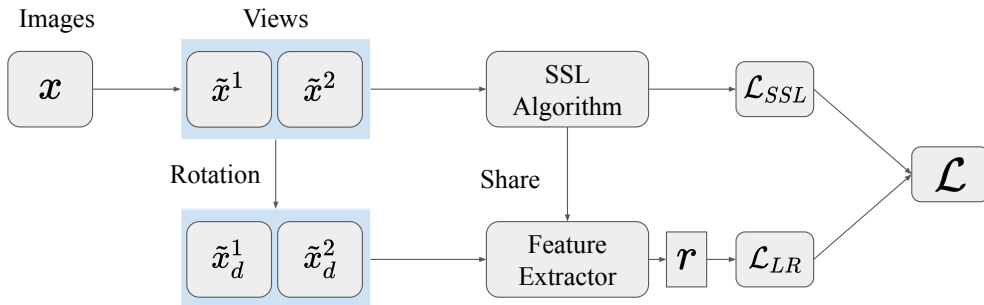 Images
Views
x
x̃¹
x̃²
SSL
Algorithm
ℒ_SSL
Rotation
Share
ℒ
x̃¹_d
x̃²_d
Feature
Extractor
r
ℒ_LR